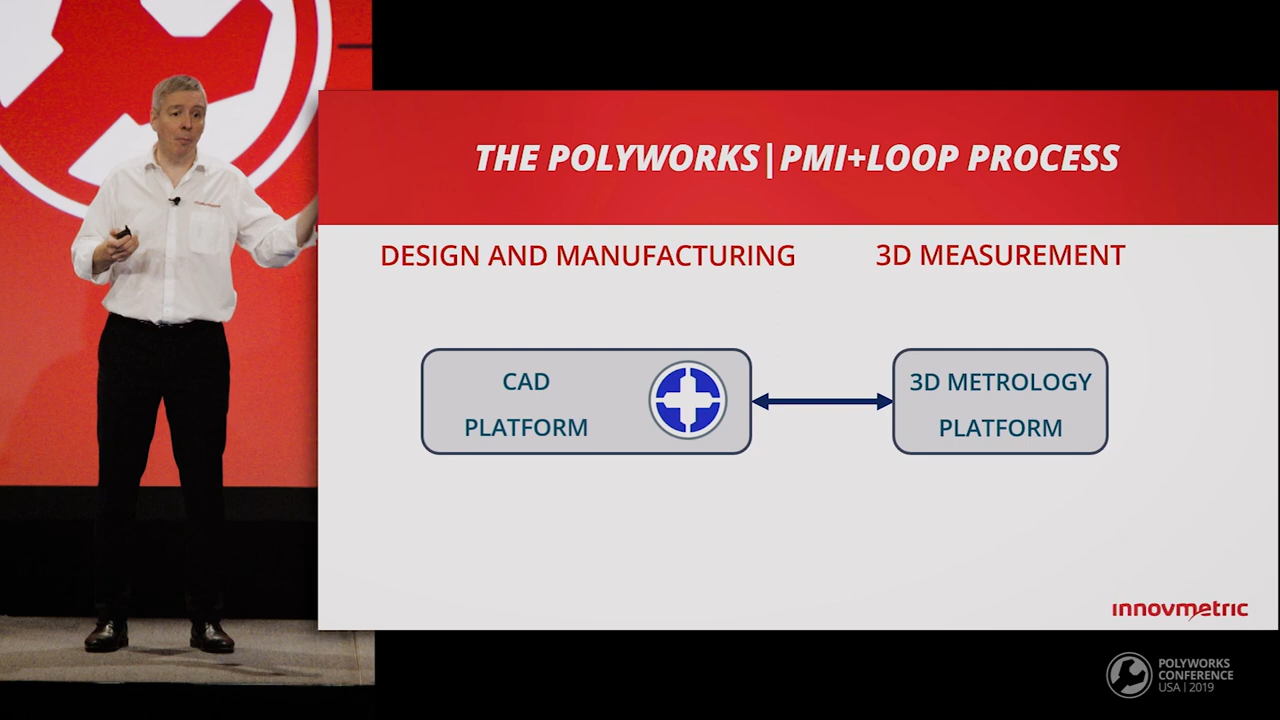 THE POLYWORKS|PMI+LOOP PROCESS
DESIGN AND MANUFACTURING
3D MEASUREMENT
CAD
PLATFORM
3D METROLOGY
PLATFORM
innovmetric
POLYWORKS
CONFERENCE
USA | 2019